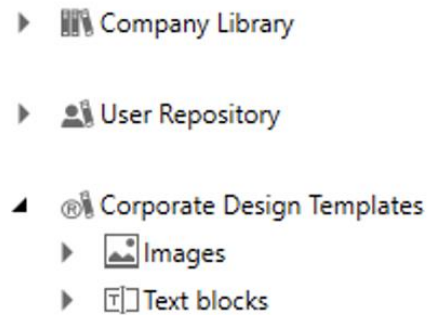 Company Library
User Repository
Corporate Design Templates
Images
Text blocks